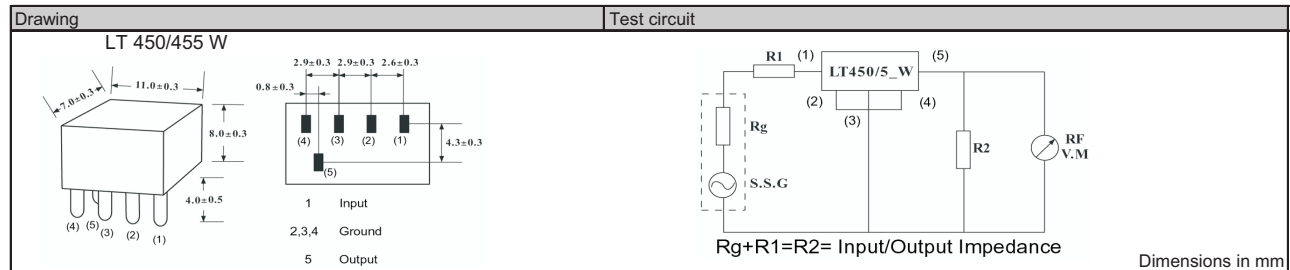 Drawing
Test circuit
LT 450/455 W
7.0±0.3
11.0±0.3
8.0±0.3
4.0±0.5
(4) (5) (3) (2) (1)
2.9±0.3 2.9±0.3 2.6±0.3
0.8±0.3
(4) (3) (2) (1)
4.3±0.3
(5)
1 Input
2,3,4 Ground
5 Output
R1 (1) LT450/5_W (5)
(2) (4)
(3)
Rg
R2
RF
V.M
S.S.G
Rg+R1=R2= Input/Output Impedance
Dimensions in mm